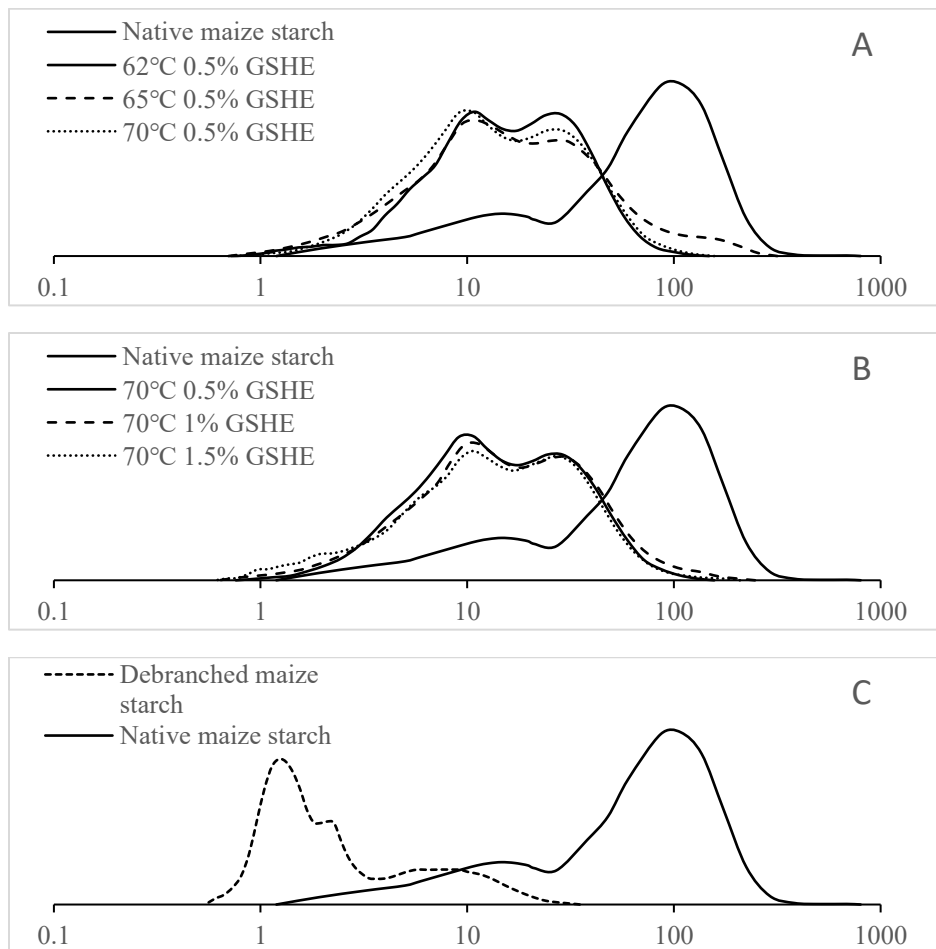 Native maize starch
62°C 0.5% GSHE
65°C 0.5% GSHE
70°C 0.5% GSHE
A
0.1 1 10 100 1000
Native maize starch
70°C 0.5% GSHE
70°C 1% GSHE
70°C 1.5% GSHE
B
0.1 1 10 100 1000
Debranched maize
starch
Native maize starch
C
0.1 1 10 100 1000